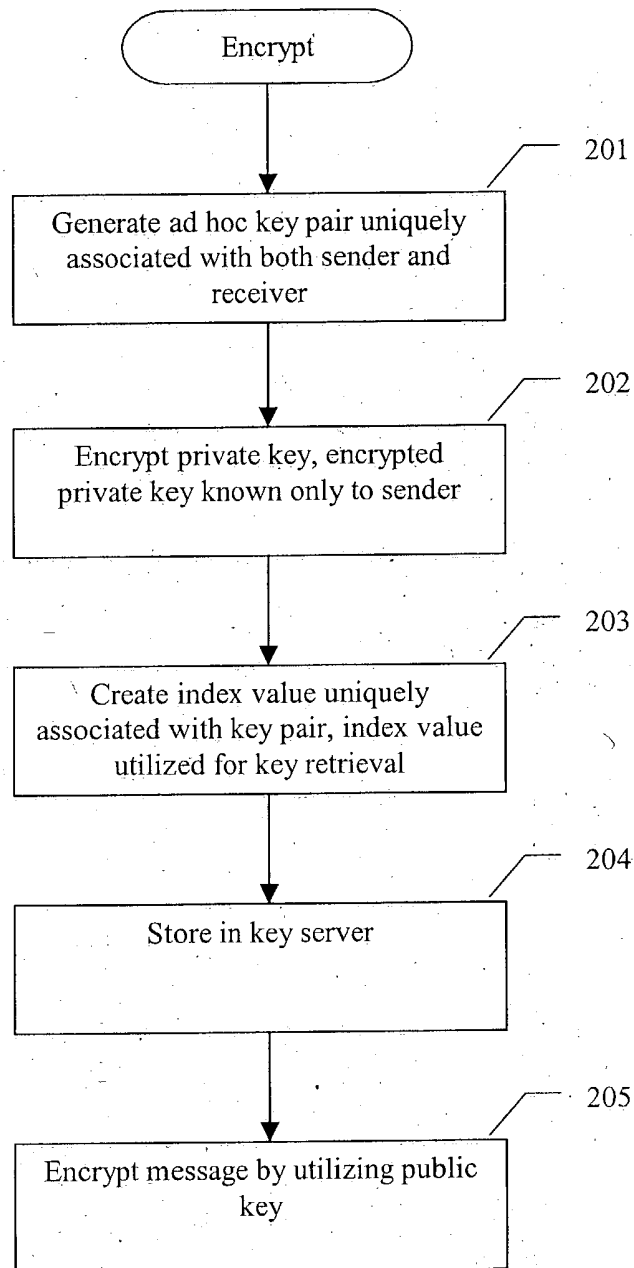 Encrypt
201
Generate ad hoc key pair uniquely
associated with both sender and
receiver
202
Encrypt private key, encrypted
private key known only to sender
203
Create index value uniquely
associated with key pair, index value
utilized for key retrieval
204
Store in key server
205
Encrypt message by utilizing public
key